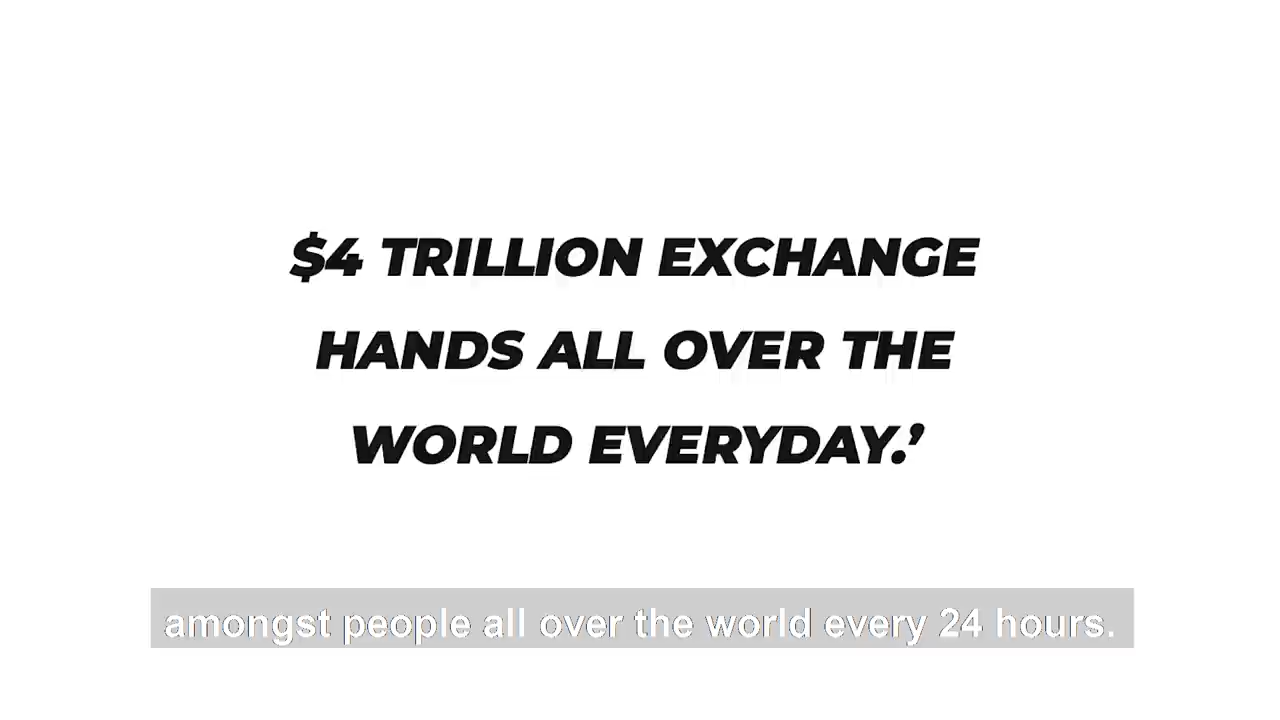 $4 TRILLION EXCHANGE
HANDS ALL OVER THE
WORLD EVERYDAY.’
amongst people all over the world every 24 hours.